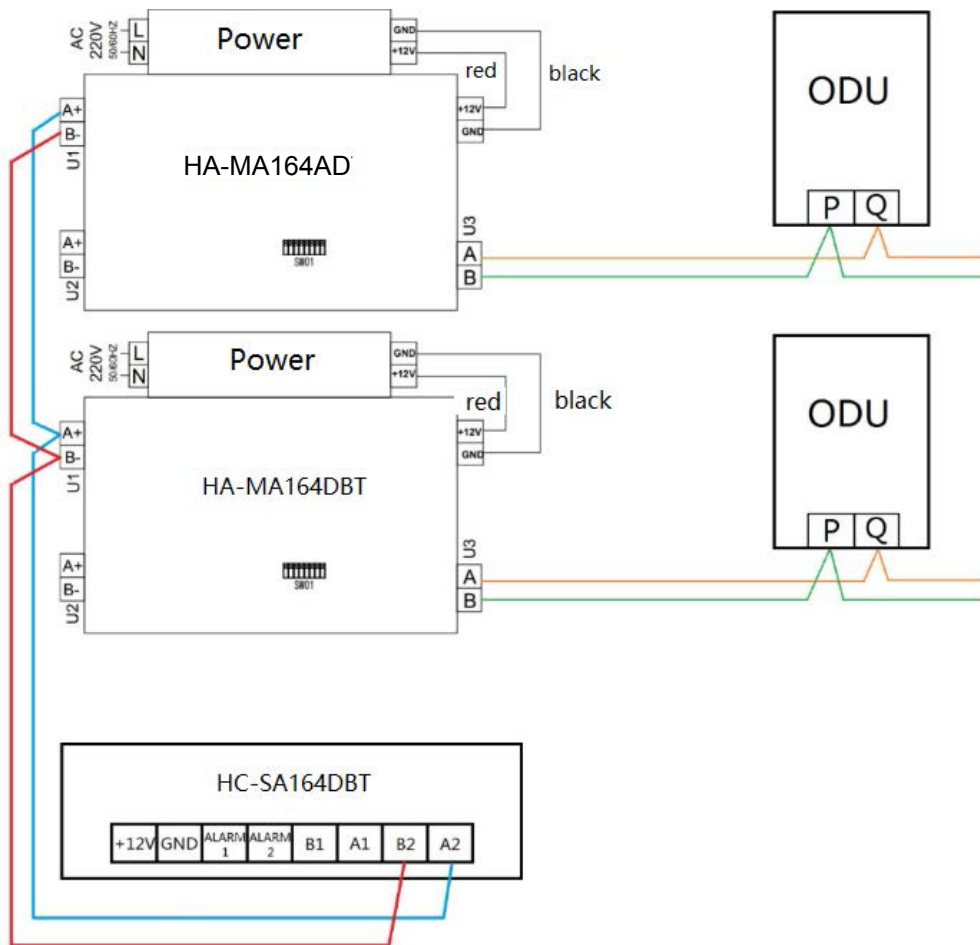 AC
220V
50/60HZ
L
N
Power
GND
+12V
red
black
A+
B-
U1
HA-MA164AD
+12V
GND
A+
B-
U2
SW01
U3
A
B
ODU
P Q
AC
220V
50/60HZ
L
N
Power
GND
+12V
red
black
A+
B-
U1
HA-MA164DBT
+12V
GND
A+
B-
U2
SW01
U3
A
B
ODU
P Q
HC-SA164DBT
+12V GND ALARM 1 ALARM 2 B1 A1 B2 A2